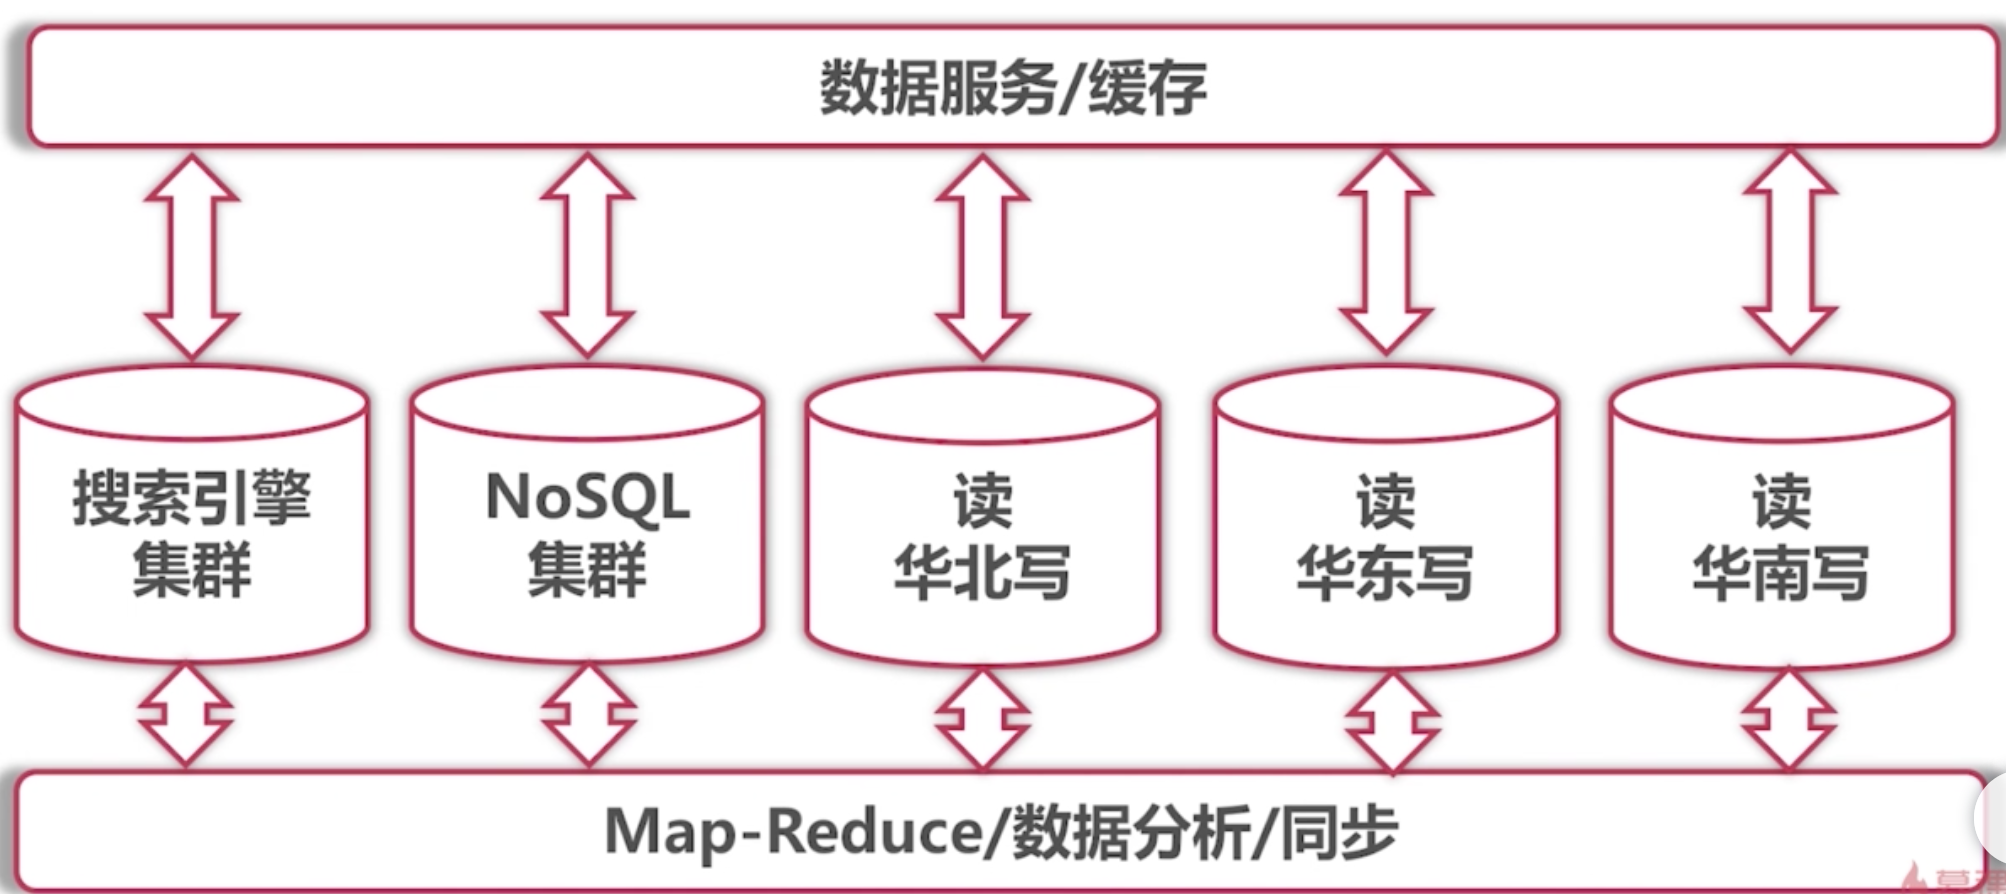 数据服务/缓存
搜索引擎
集群
NoSQL
集群
读
华北写
读
华东写
读
华南写
Map-Reduce/数据分析/同步